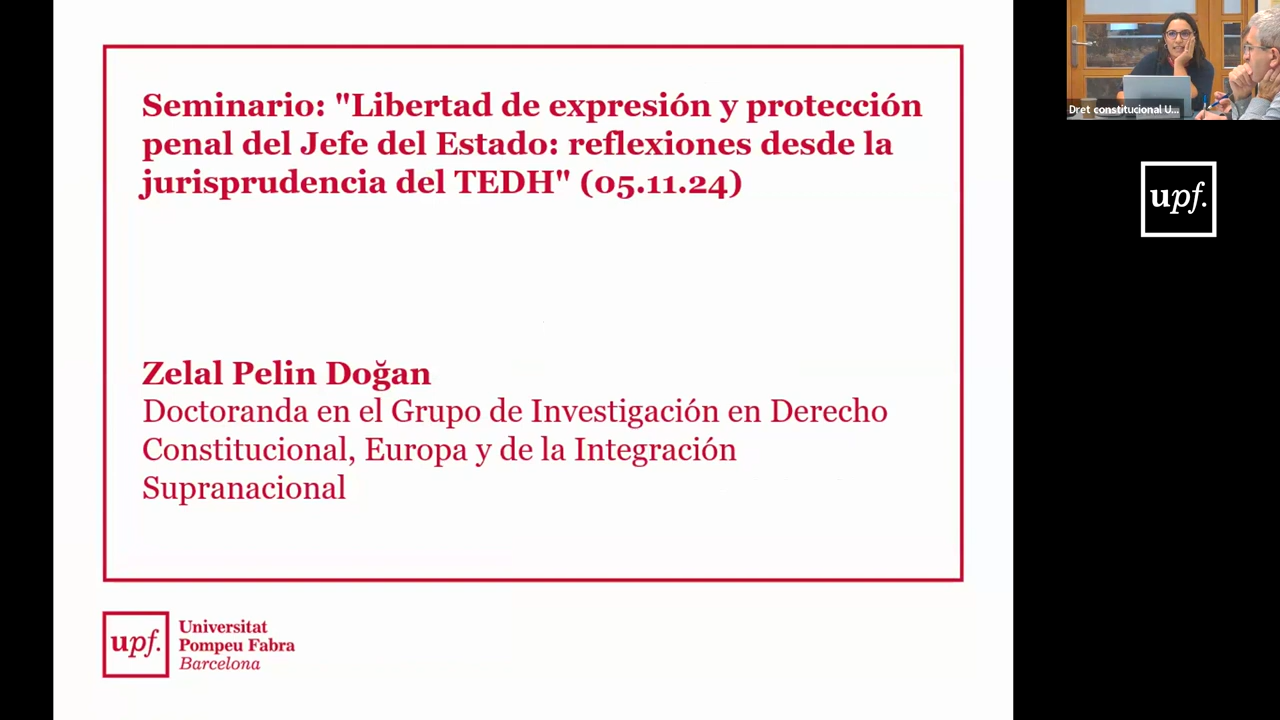 Seminario: "Libertad de expresión y protección
penal del Jefe del Estado: reflexiones desde la
jurisprudencia del TEDH" (05.11.24)
Zelal Pelin Doğan
Doctoranda en el Grupo de Investigación en Derecho
Constitucional, Europa y de la Integración
Supranacional
upf.
Universitat
Pompeu Fabra
Barcelona
Dret constitucional U...
upf.